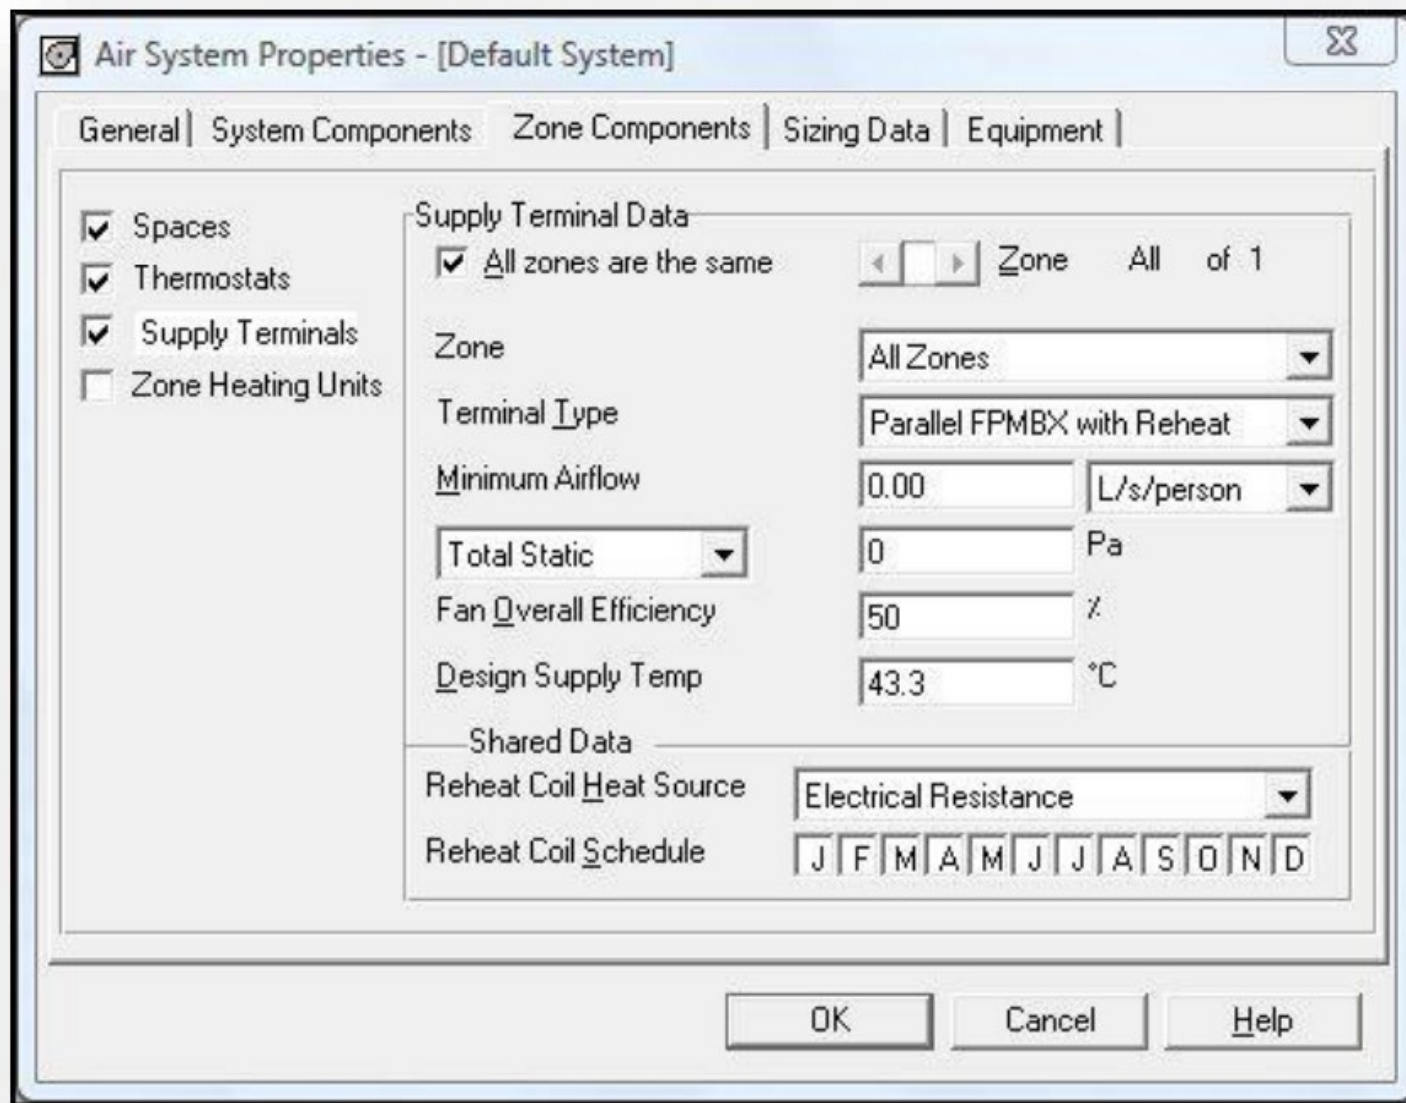 Air System Properties - [Default System]
General System Components Zone Components Sizing Data Equipment
Spaces
Thermostats
Supply Terminals
Zone Heating Units
Supply Terminal Data
All zones are the same Zone All of 1
Zone All Zones
Terminal Type Parallel FPMBX with Reheat
Minimum Airflow 0.00 L/s/person
Total Static 0 Pa
Fan Overall Efficiency 50 %
Design Supply Temp 43.3 °C
Shared Data
Reheat Coil Heat Source Electrical Resistance
Reheat Coil Schedule J F M A M J J A S O N D
OK Cancel Help